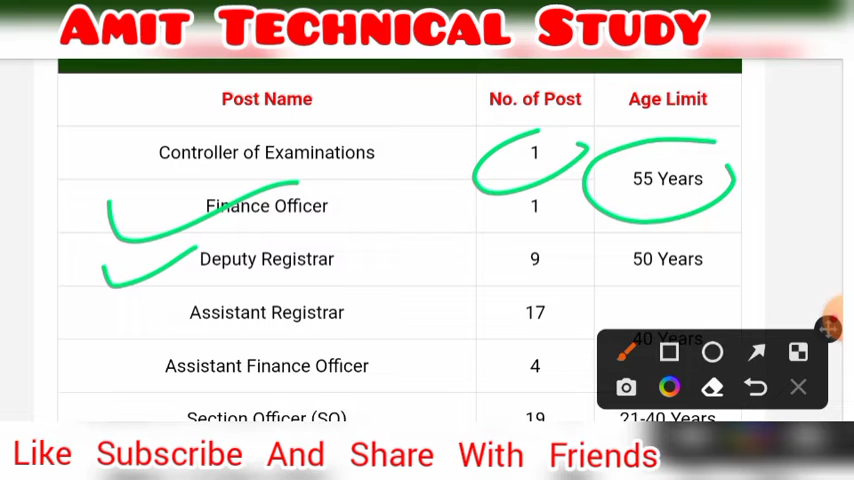 AMIT TECHNICAL STUDY
Post Name No. of Post Age Limit
Controller of Examinations 1
55 Years
Finance Officer 1
Deputy Registrar 9 50 Years
Assistant Registrar 17
40 Years
Assistant Finance Officer 4
Section Officer (SO) 19 21-40 Years
Like Subscribe And Share With Friends